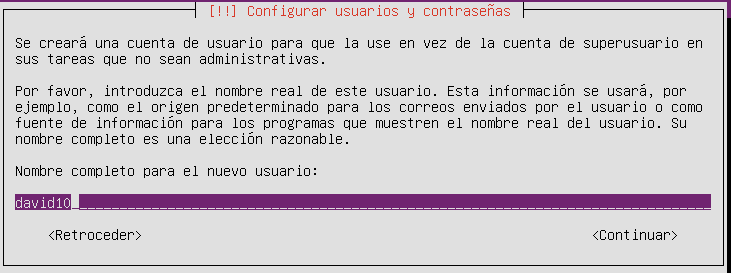 [!!] Configurar usuarios y contraseñas
Se creará una cuenta de usuario para que la use en vez de la cuenta de superusuario en
sus tareas que no sean administrativas.
Por favor, introduzca el nombre real de este usuario. Esta información se usará, por
ejemplo, como el origen predeterminado para los correos enviados por el usuario o como
fuente de información para los programas que muestren el nombre real del usuario. Su
nombre completo es una elección razonable.
Nombre completo para el nuevo usuario:
david10
<Retroceder> <Continuar>